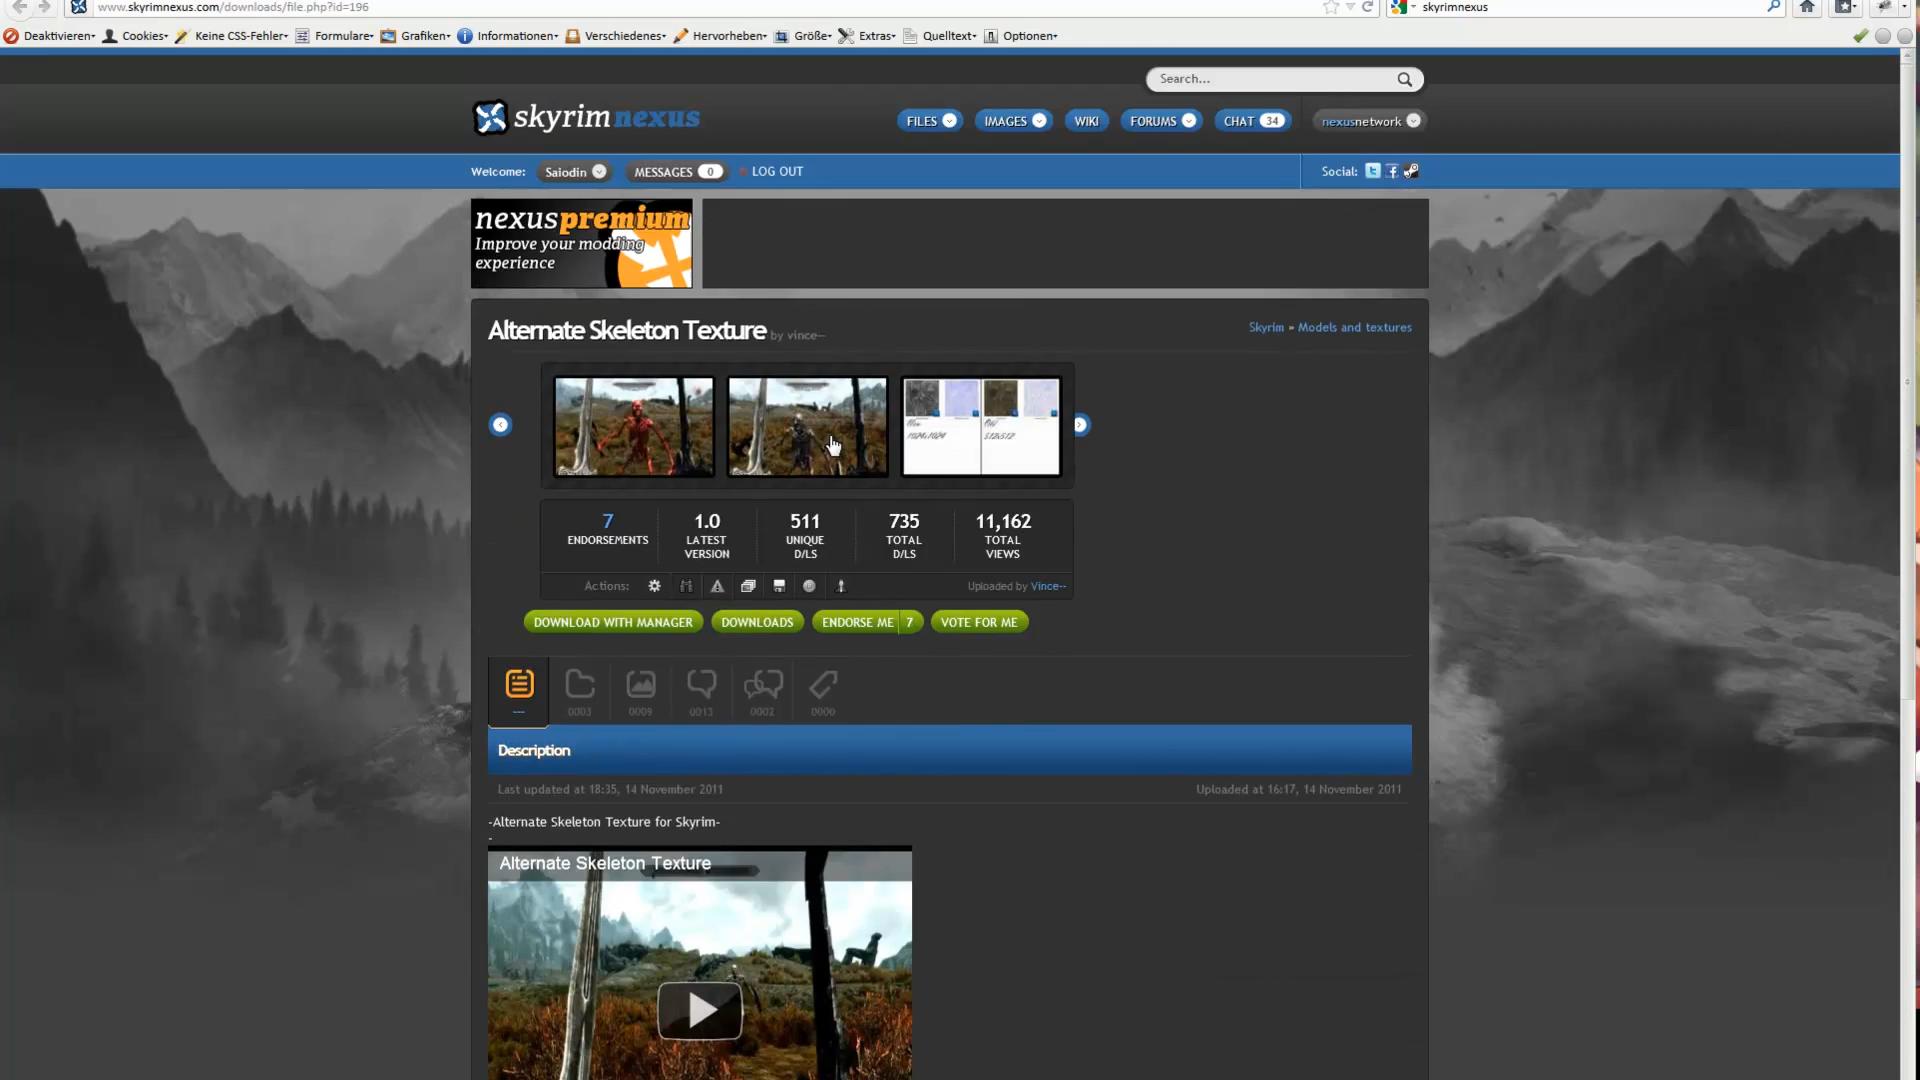 www.skyrimnexus.com/downloads/file.php?id=196
skyrimnexus
Deaktivieren Cookies Keine CSS-Fehler Formulare Grafiken Informationen Verschiedenes Hervorheben Größe Extras Quelltext Optionen
Search...
skyrimnexus
FILES IMAGES WIKI FORUMS CHAT 34 nexusnetwork
Welcome: Saiodin MESSAGES 0 LOG OUT
Social:
nexuspremium
Improve your modding
experience
Alternate Skeleton Texture by vince--
Skyrim » Models and textures
1024x1024 512x512
7 1.0 511 735 11,162
ENDORSEMENTS LATEST UNIQUE TOTAL TOTAL
VERSION D/LS D/LS VIEWS
Actions: Uploaded by Vince--
DOWNLOAD WITH MANAGER DOWNLOADS ENDORSE ME 7 VOTE FOR ME
--- 0003 0009 0013 0002 0000
Description
Last updated at 18:35, 14 November 2011 Uploaded at 16:17, 14 November 2011
-Alternate Skeleton Texture for Skyrim-
-
Alternate Skeleton Texture